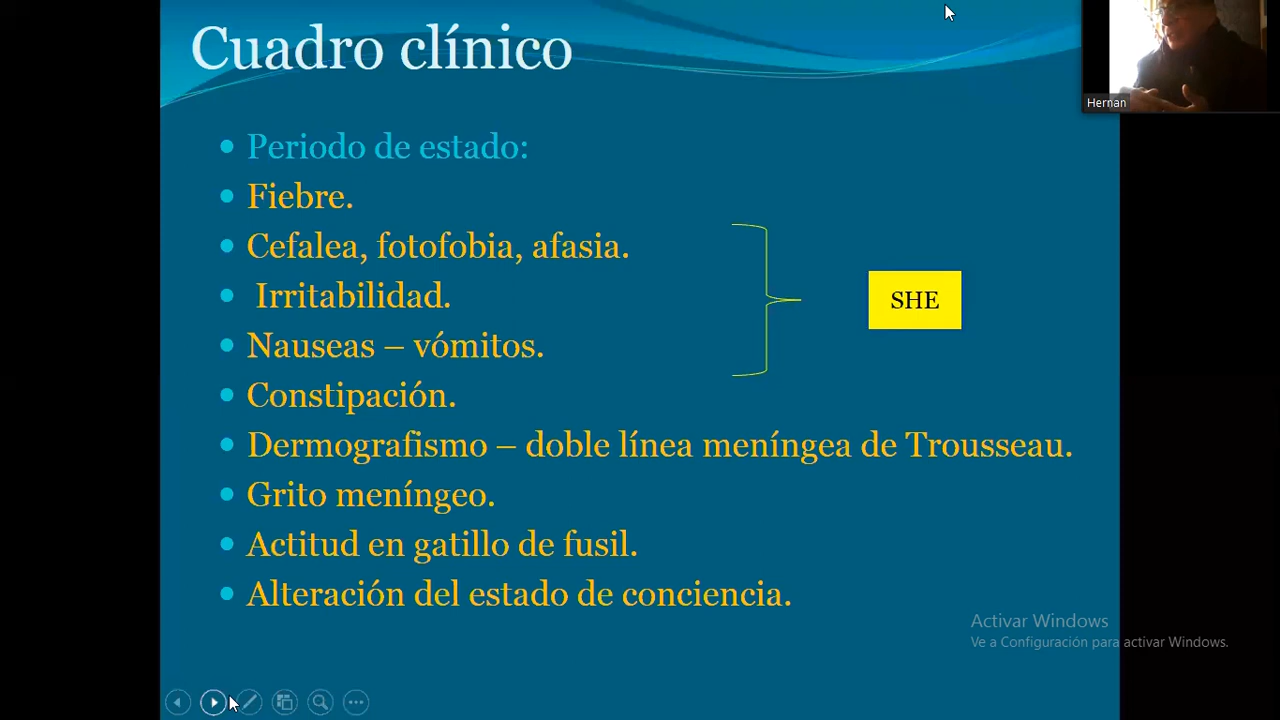 Cuadro clínico
Hernan
Periodo de estado:
Fiebre.
Cefalea, fotofobia, afasia.
Irritabilidad.
SHE
Nauseas – vómitos.
Constipación.
Dermografismo – doble línea meníngea de Trousseau.
Grito meníngeo.
Actitud en gatillo de fusil.
Alteración del estado de conciencia.
Activar Windows
Ve a Configuración para activar Windows.